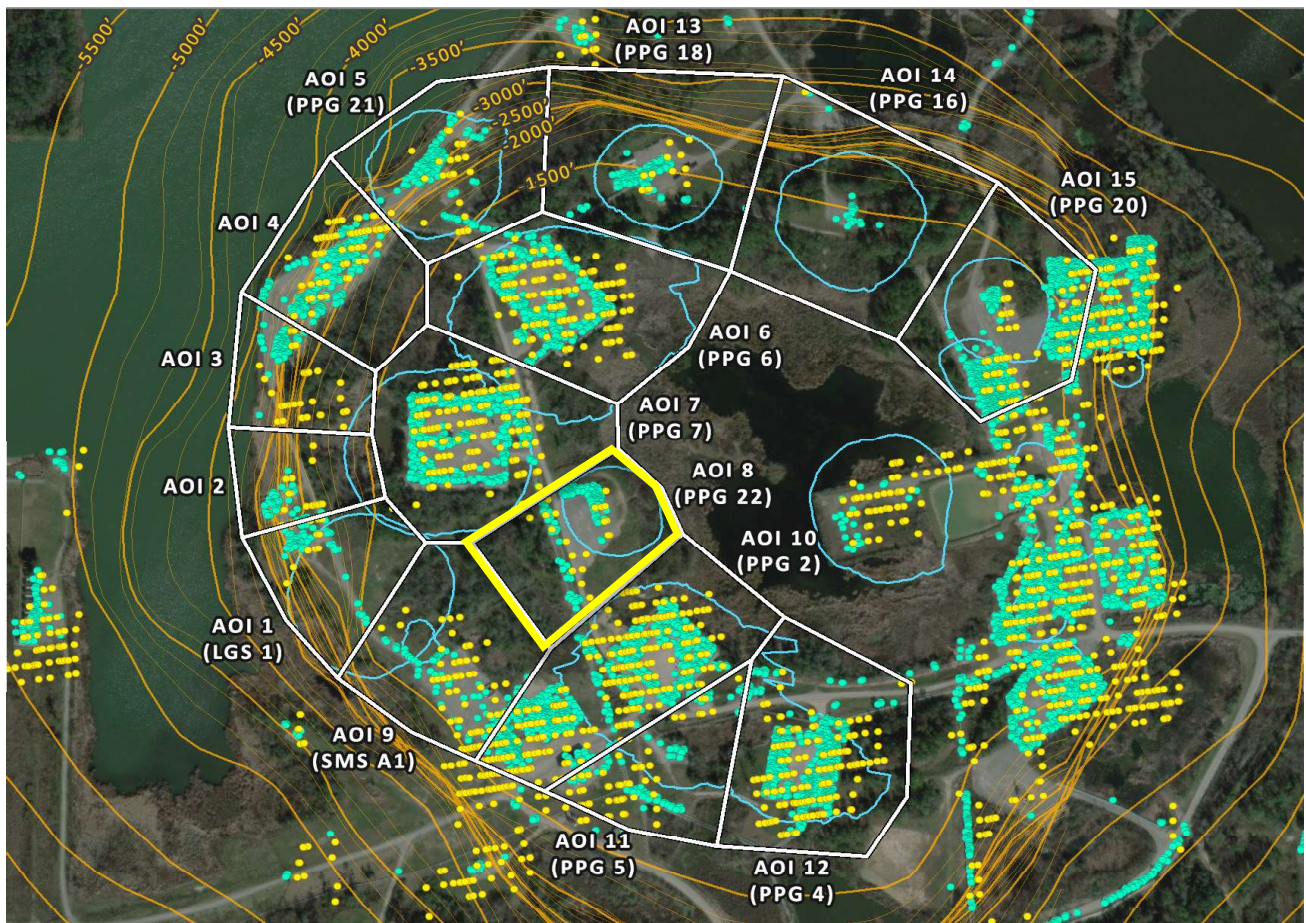 -5500'
-5000'
-4500'
-4000'
-3500'
-3000'
-2500'
-2000'
-1500'
AOI 13
(PPG 18)
AOI 14
(PPG 16)
AOI 5
(PPG 21)
AOI 15
(PPG 20)
AOI 4
AOI 6
(PPG 6)
AOI 3
AOI 7
(PPG 7)
AOI 8
(PPG 22)
AOI 2
AOI 10
(PPG 2)
AOI 1
(LGS 1)
AOI 9
(SMS A1)
AOI 11
(PPG 5)
AOI 12
(PPG 4)